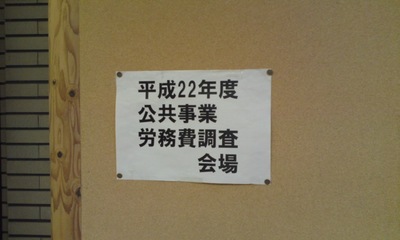 平成22年度
公共事業
労務費調査
会場